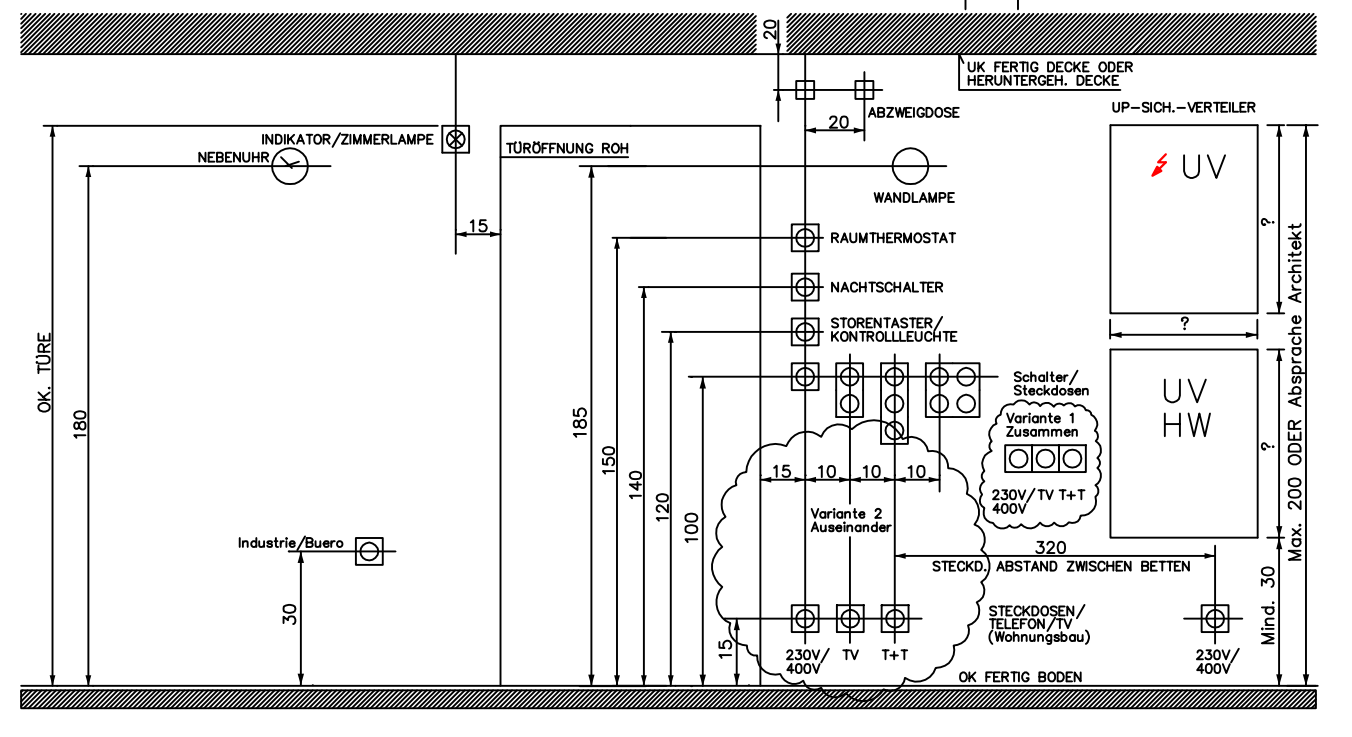 20
UK FERTIG DECKE ODER
HERUNTERGEH. DECKE
ABZWEIGDOSE
20
UP-SICH.-VERTEILER
INDIKATOR/ZIMMERLAMPE
NEBENUHR
TÜRÖFFNUNG ROH
UV
WANDLAMPE
15
RAUMTHERMOSTAT
?
NACHTSCHALTER
STORENTASTER/
KONTROLLLEUCHTE
?
OK. TÜRE
180
185
150
140
120
100
Schalter/
Steckdosen
Variante 1
Zusammen
230V/TV T+T
400V
UV
HW
?
Max. 200 ODER Absprache Architekt
15
10
10
10
Variante 2
Auseinander
Industrie/Buero
30
320
STECKD. ABSTAND ZWISCHEN BETTEN
Mind. 30
STECKDOSEN/
TELEFON/TV
(Wohnungsbau)
15
230V/
400V
TV
T+T
230V/
400V
OK FERTIG BODEN